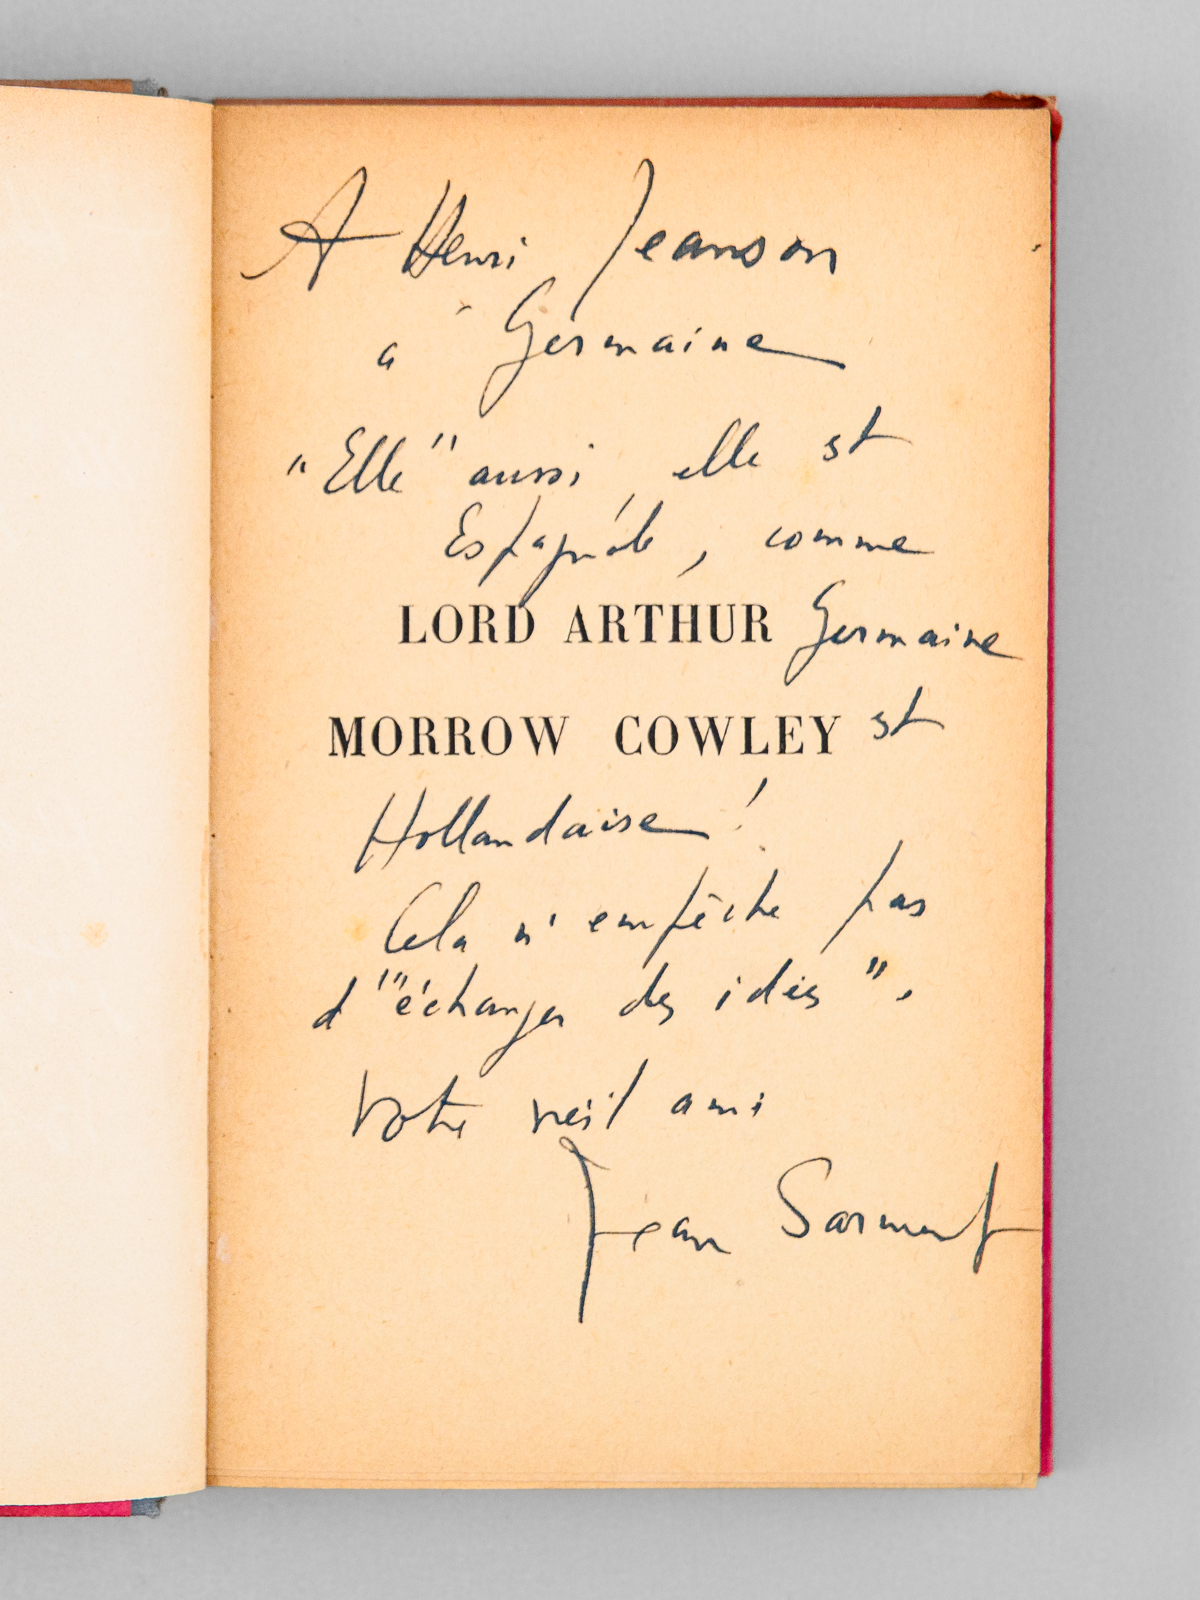 A Henri Jeanson
à Germaine
"Elle" aussi, elle est
Espagnole, comme
LORD ARTHUR Germaine
MORROW COWLEY est
Hollandaise !
Cela n'empêche pas
d'"échanger des idées".
Votre vieil ami
Jean Sarment